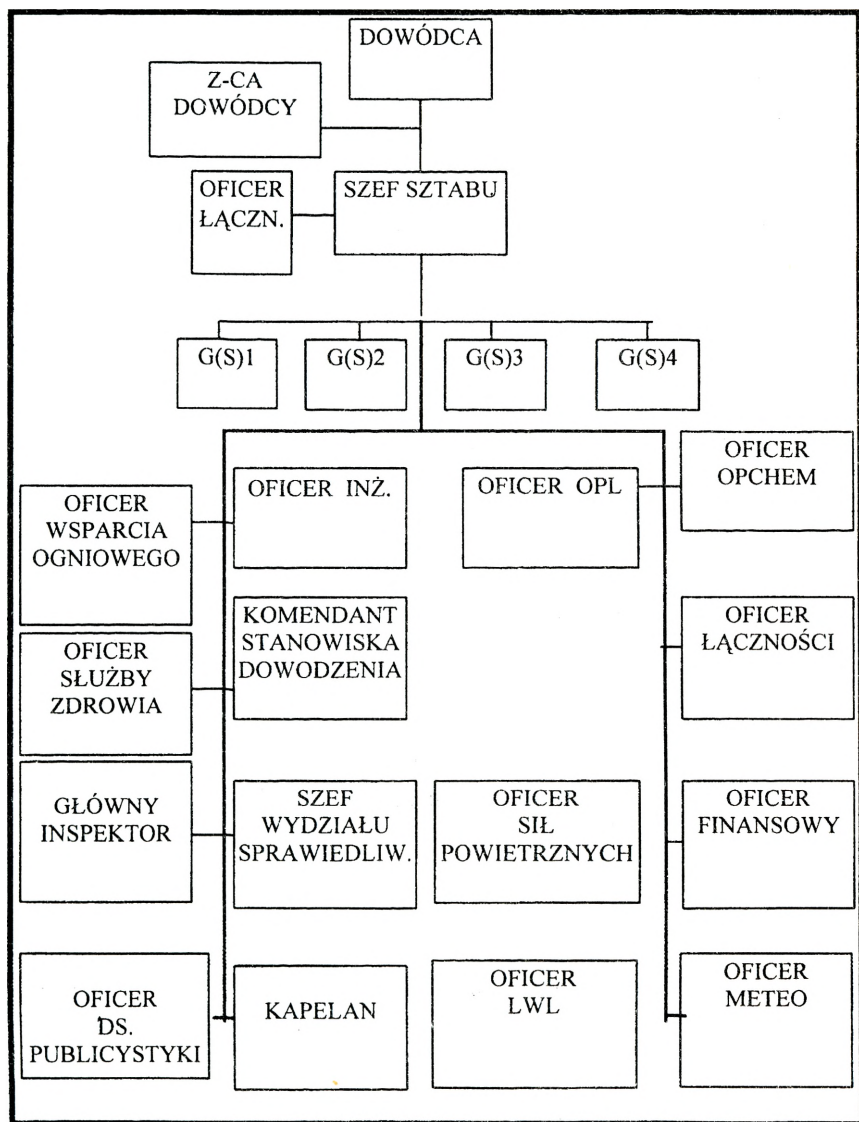 DOWÓDCA
Z-CA
DOWÓDCY
OFICER
ŁĄCZN.
SZEF SZTABU
G(S)1
G(S)2
G(S)3
G(S)4
OFICER
WSPARCIA
OGNIOWEGO
OFICER INŻ.
OFICER OPL
OFICER
OPCHEM
OFICER
SŁUŻBY
ZDROWIA
KOMENDANT
STANOWISKA
DOWODZENIA
OFICER
ŁĄCZNOŚCI
GŁÓWNY
INSPEKTOR
SZEF
WYDZIAŁU
SPRAWIEDLIW.
OFICER
SIŁ
POWIETRZNYCH
OFICER
FINANSOWY
OFICER
DS.
PUBLICYSTYKI
KAPELAN
OFICER
LWL
OFICER
METEO